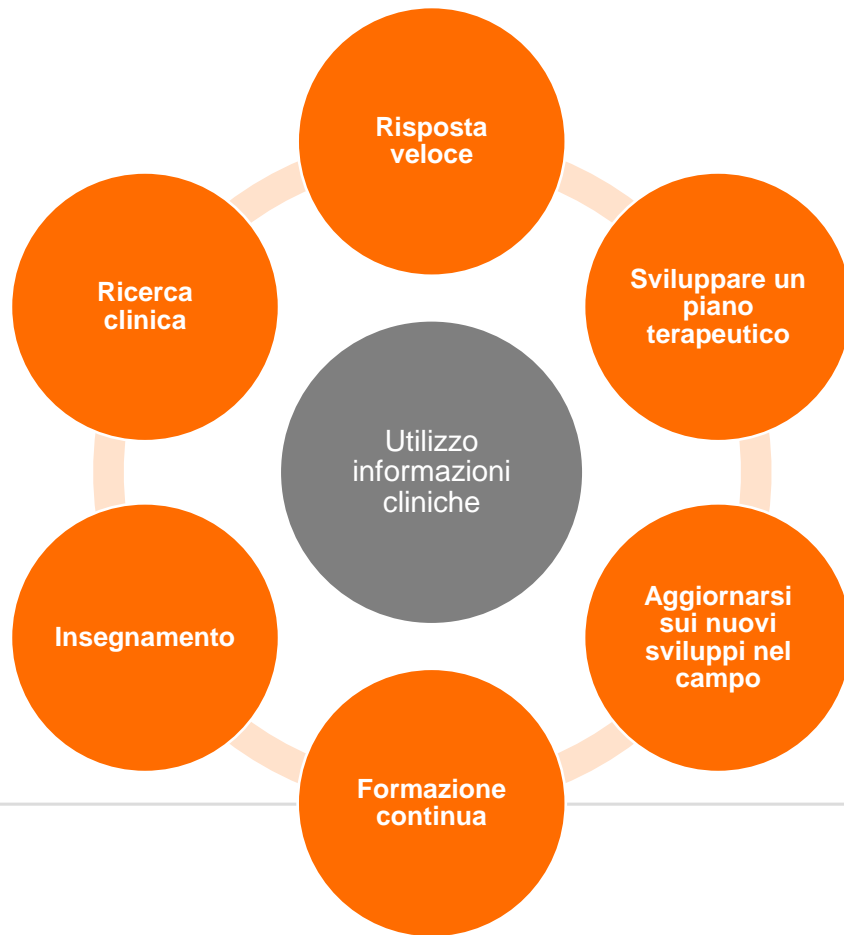 Risposta
veloce
Sviluppare un
piano
terapeutico
Aggiornarsi
sui nuovi
sviluppi nel
campo
Formazione
continua
Insegnamento
Ricerca
clinica
Utilizzo
informazioni
cliniche